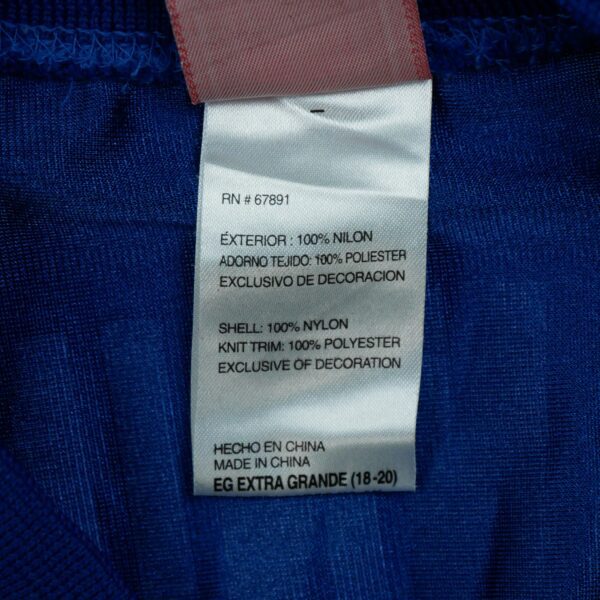 RN # 67891
ÉXTERIOR : 100% NILON
ADORNO TEJIDO: 100% POLIESTER
EXCLUSIVO DE DECORACION
SHELL: 100% NYLON
KNIT TRIM: 100% POLYESTER
EXCLUSIVE OF DECORATION
HECHO EN CHINA
MADE IN CHINA
EG EXTRA GRANDE (18-20)